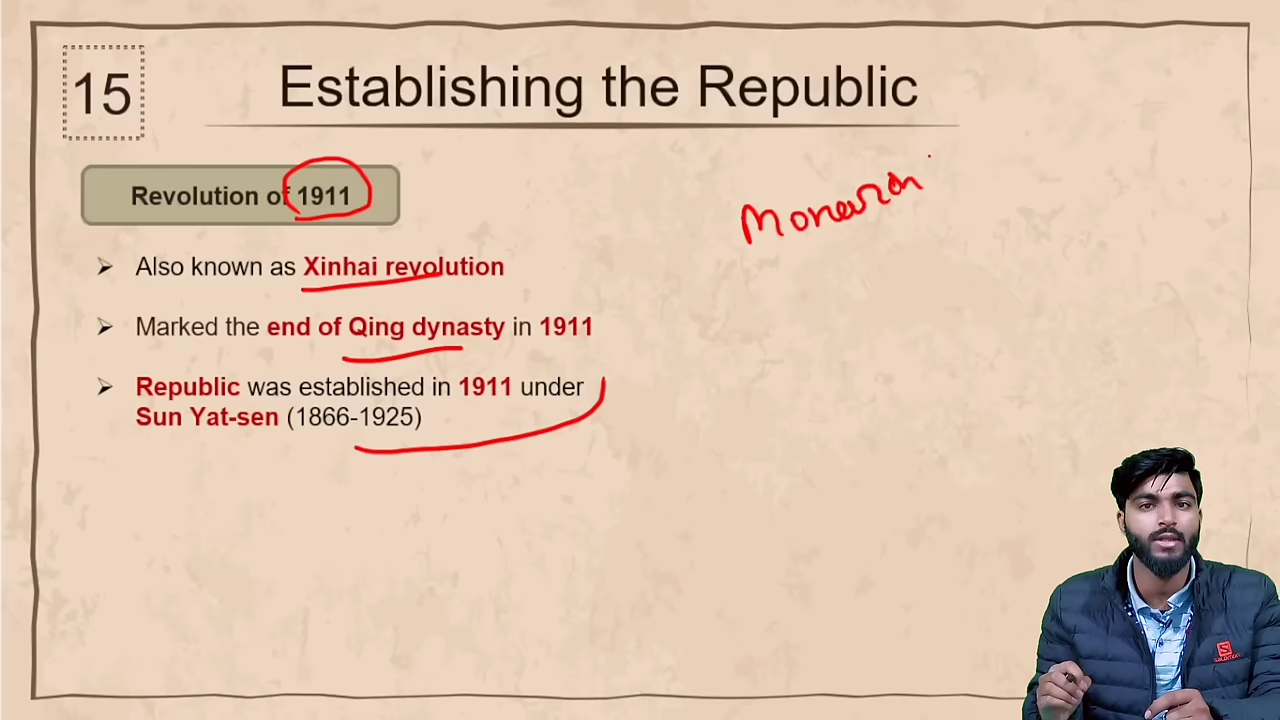 15
Establishing the Republic
Revolution of 1911
Monarch
Also known as Xinhai revolution
Marked the end of Qing dynasty in 1911
Republic was established in 1911 under
Sun Yat-sen (1866-1925)
S
SALOMON